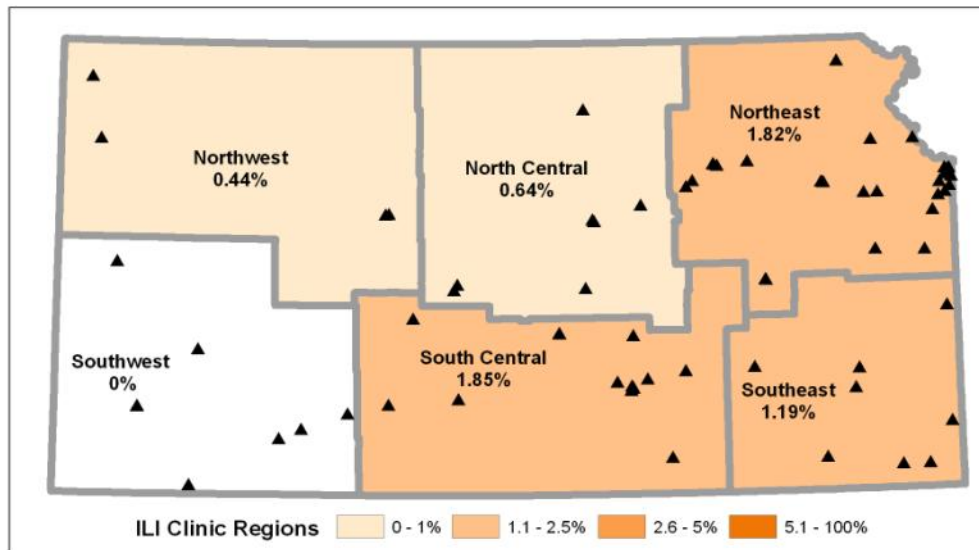 Northeast
1.82%
Northwest
0.44%
North Central
0.64%
Southwest
0%
South Central
1.85%
Southeast
1.19%
ILI Clinic Regions 0 - 1% 1.1 - 2.5% 2.6 - 5% 5.1 - 100%